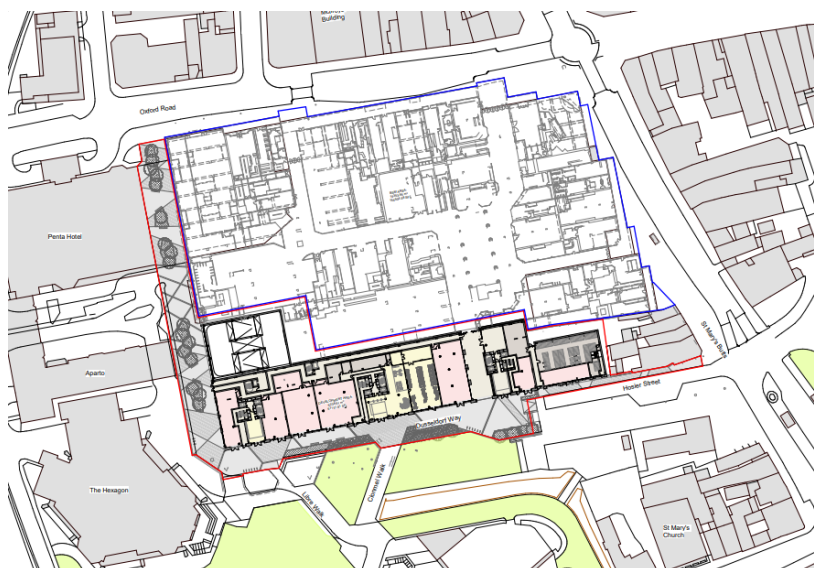 Building
Oxford Road
Penta Hotel
Aparto
St Mary's Butts
Hosier Street
Dusseldorf Way
The Hexagon
Libre Walk
Clonmel Walk
St Mary's
Church